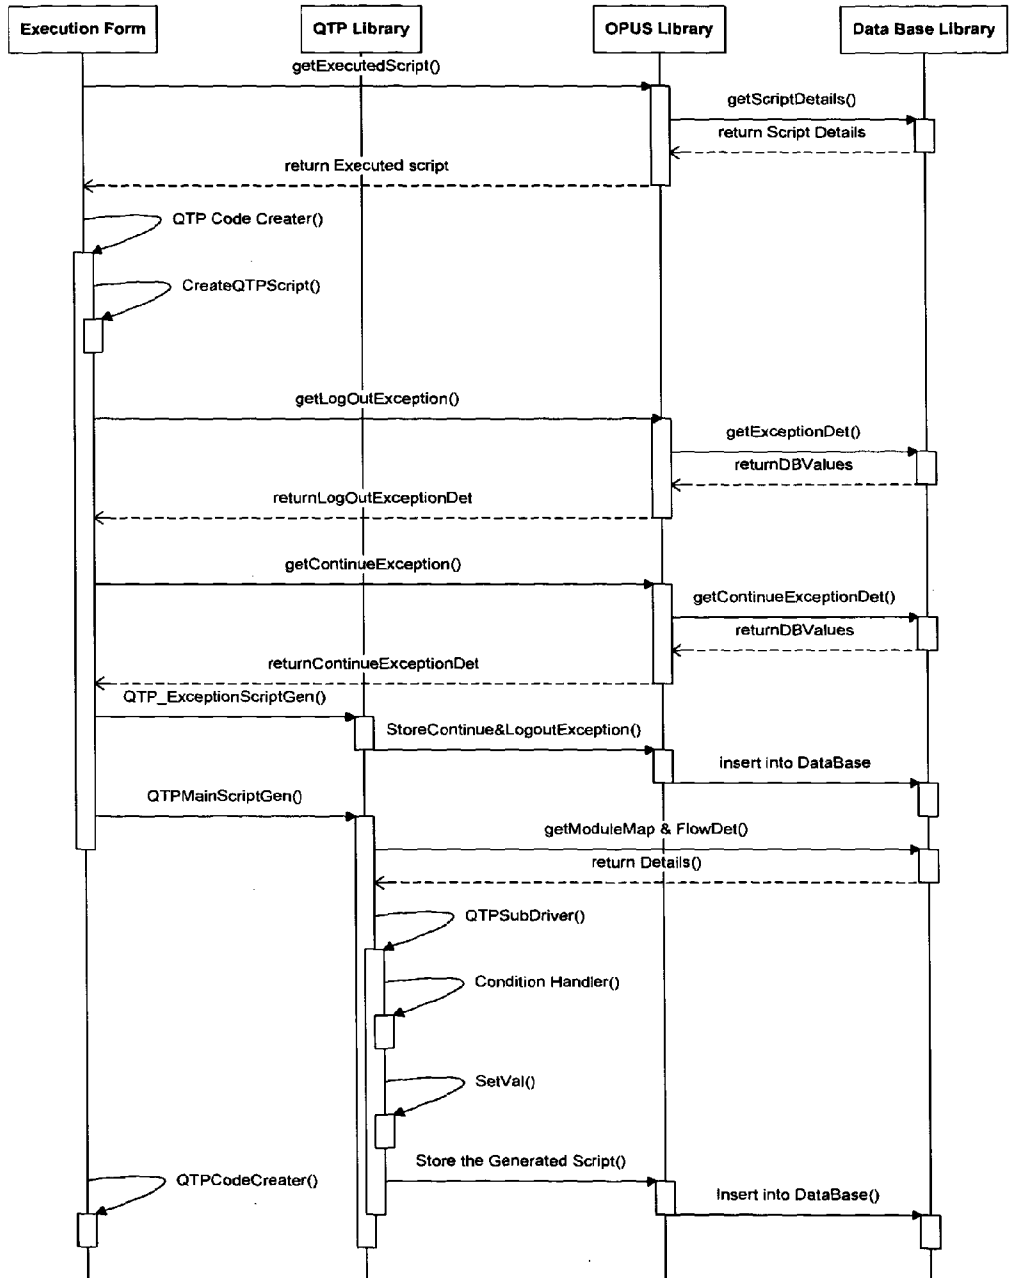 Execution Form
QTP Library
OPUS Library
Data Base Library
getExecutedScript()
getScriptDetails()
return Script Details
return Executed script
QTP Code Creater()
CreateQTPScript()
getLogOutException()
getExceptionDet()
returnDBValues
returnLogOutExceptionDet
getContinueException()
getContinueExceptionDet()
returnDBValues
returnContinueExceptionDet
QTP_ExceptionScriptGen()
StoreContinue&LogoutException()
insert into DataBase
QTPMainScriptGen()
getModuleMap & FlowDet()
return Details()
QTPSubDriver()
Condition Handler()
SetVal()
Store the Generated Script()
QTPCodeCreater()
Insert into DataBase()